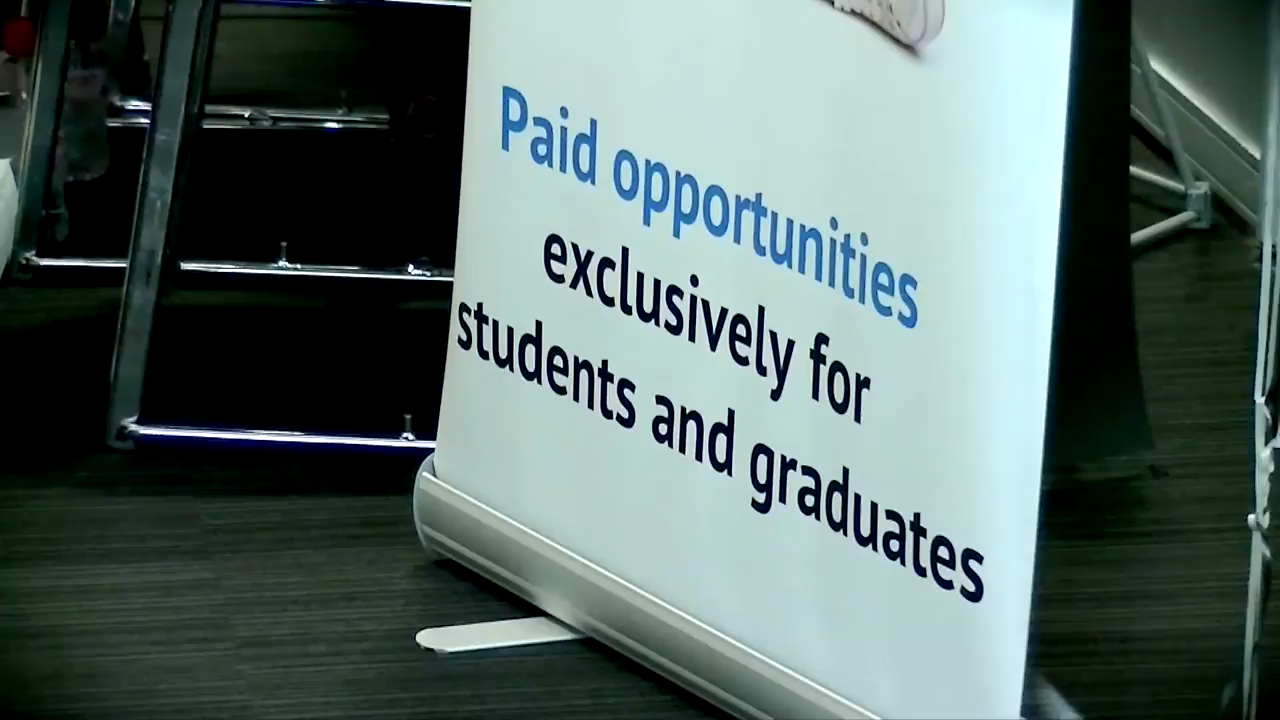 Paid opportunities
exclusively for
students and graduates